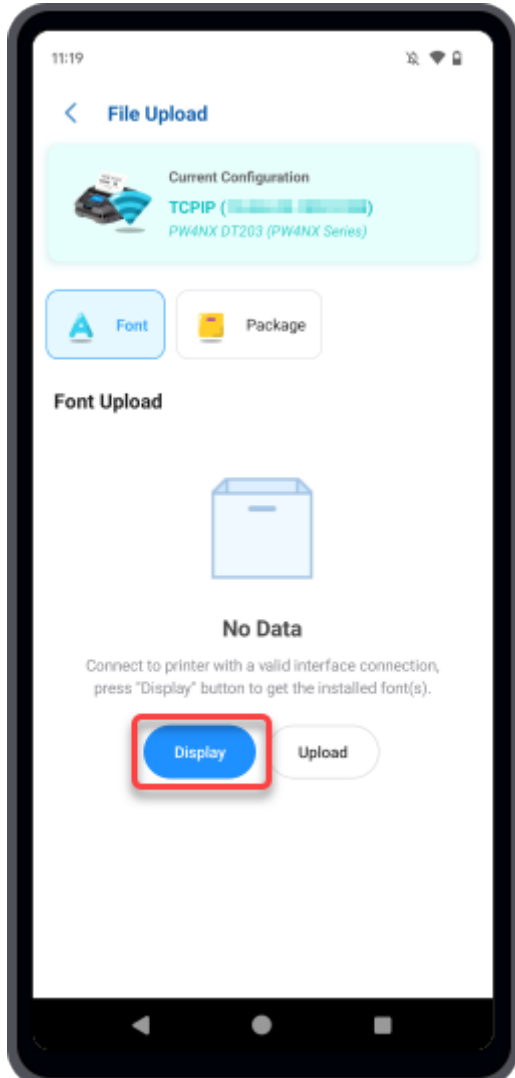 11:19
File Upload
Current Configuration
TCPIP ( )
PW4NX DT203 (PW4NX Series)
Font
Package
Font Upload
No Data
Connect to printer with a valid interface connection,
press "Display" button to get the installed font(s).
Display
Upload